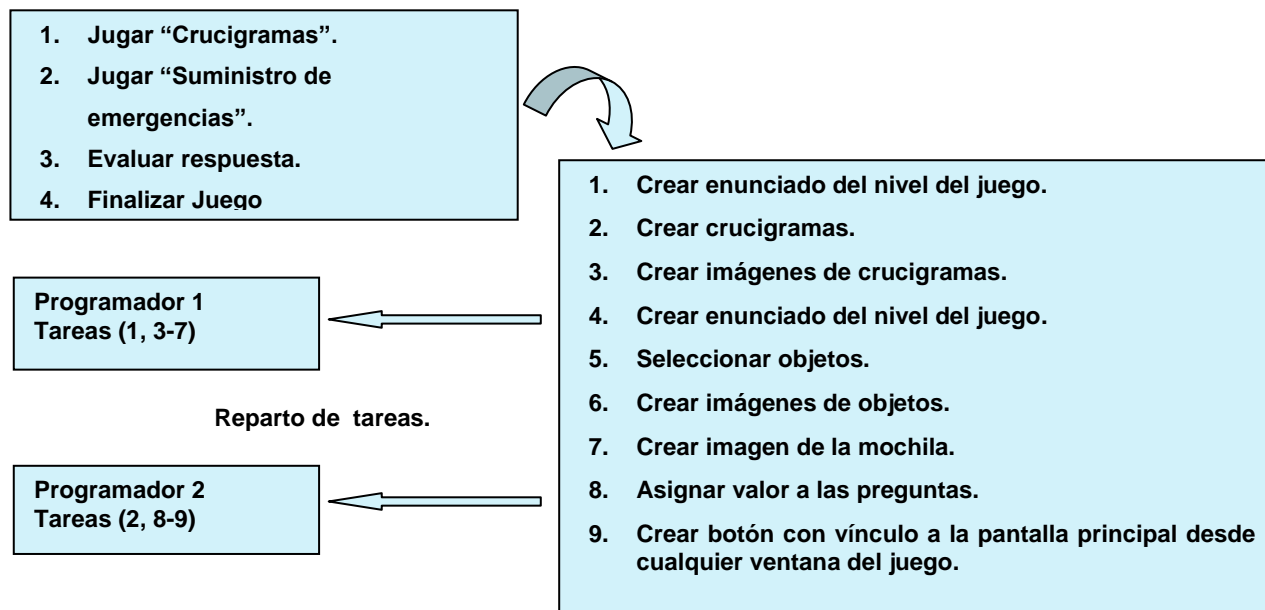 1. Jugar “Crucigramas”.
2. Jugar “Suministro de
emergencias”.
3. Evaluar respuesta.
4. Finalizar Juego
1. Crear enunciado del nivel del juego.
2. Crear crucigramas.
3. Crear imágenes de crucigramas.
4. Crear enunciado del nivel del juego.
5. Seleccionar objetos.
6. Crear imágenes de objetos.
7. Crear imagen de la mochila.
8. Asignar valor a las preguntas.
9. Crear botón con vínculo a la pantalla principal desde
cualquier ventana del juego.
Programador 1
Tareas (1, 3-7)
Reparto de tareas.
Programador 2
Tareas (2, 8-9)